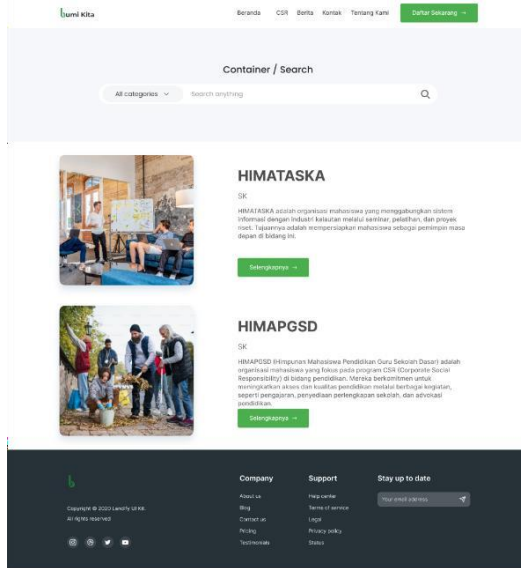 bumi Kita
Beranda CSR Berita Kontak Tentang Kami Daftar Sekarang →
Container / Search
All categories Search anything
HIMATASKA
SK
HIMATASKA adalah organisasi mahasiswa yang menggabungkan sistem
informasi dengan industri kelautan melalui seminar, pelatihan, dan proyek
riset. Tujuannya adalah mempersiapkan mahasiswa sebagai pemimpin masa
depan di bidang ini.
Selengkapnya →
HIMAPGSD
SK
HIMAPGSD (Himpunan Mahasiswa Pendidikan Guru Sekolah Dasar) adalah
organisasi mahasiswa yang fokus pada program CSR (Corporate Social
Responsibility) di bidang pendidikan. Mereka berkomitmen untuk
meningkatkan akses dan kualitas pendidikan melalui berbagai kegiatan,
seperti pengajaran, penyediaan perlengkapan sekolah, dan advokasi
pendidikan.
Selengkapnya →
b
Copyright © 2020 Landify UI Kit.
All rights reserved
Company
About us
Blog
Contact us
Pricing
Testimonials
Support
Help center
Terms of service
Legal
Privacy policy
Status
Stay up to date
Your email address